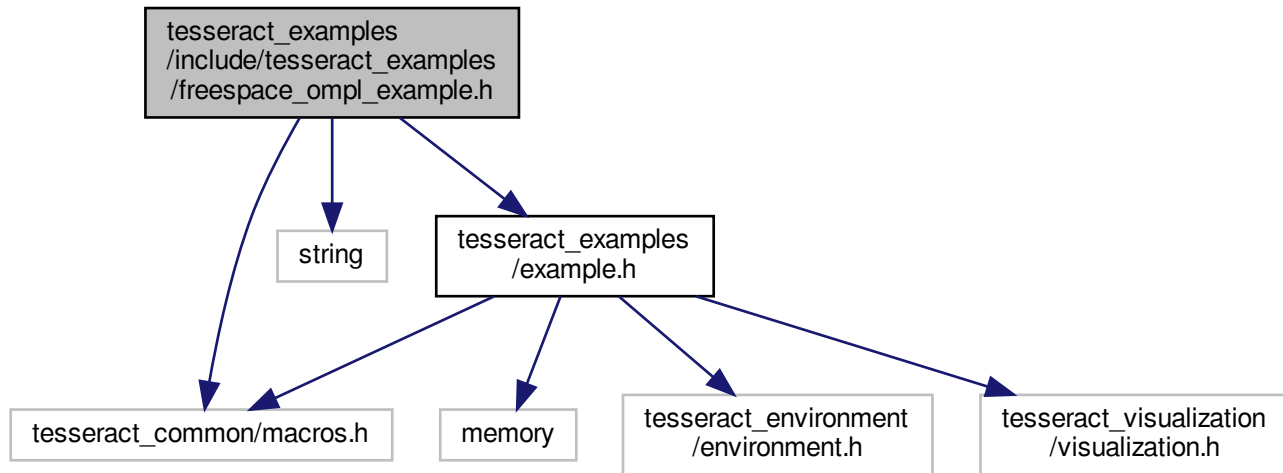 tesseract_examples
/include/tesseract_examples
/freespace_ompl_example.h
string
tesseract_examples
/example.h
tesseract_common/macros.h
memory
tesseract_environment
/environment.h
tesseract_visualization
/visualization.h